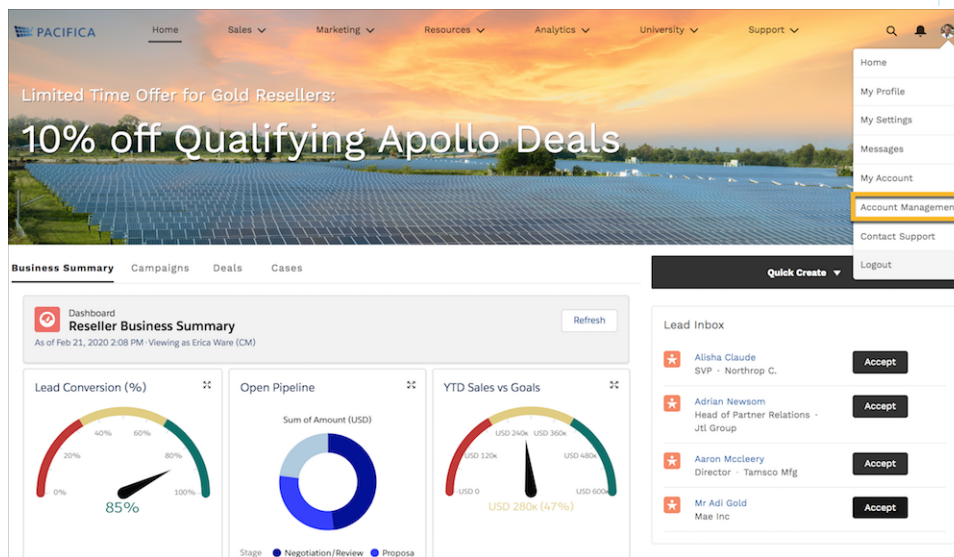 PACIFICA
Home
Sales
Marketing
Resources
Analytics
University
Support
Limited Time Offer for Gold Resellers:
10% off Qualifying Apollo Deals
Home
My Profile
My Settings
Messages
My Account
Account Managemen
Contact Support
Logout
Business Summary
Campaigns
Deals
Cases
Quick Create
Dashboard
Reseller Business Summary
As of Feb 21, 2020 2:08 PM·Viewing as Erica Ware (CM)
Refresh
Lead Conversion (%)
40%
60%
20%
80%
0%
100%
85%
Open Pipeline
Sum of Amount (USD)
Stage
Negotiation/Review
Proposa
YTD Sales vs Goals
USD 240k
USD 360k
USD 120k
USD 480k
USD 0
USD 600k
USD 280k (47%)
Lead Inbox
Alisha Claude
SVP · Northrop C.
Accept
Adrian Newsom
Head of Partner Relations ·
Jtl Group
Accept
Aaron Mccleery
Director · Tamsco Mfg
Accept
Mr Adi Gold
Mae Inc
Accept